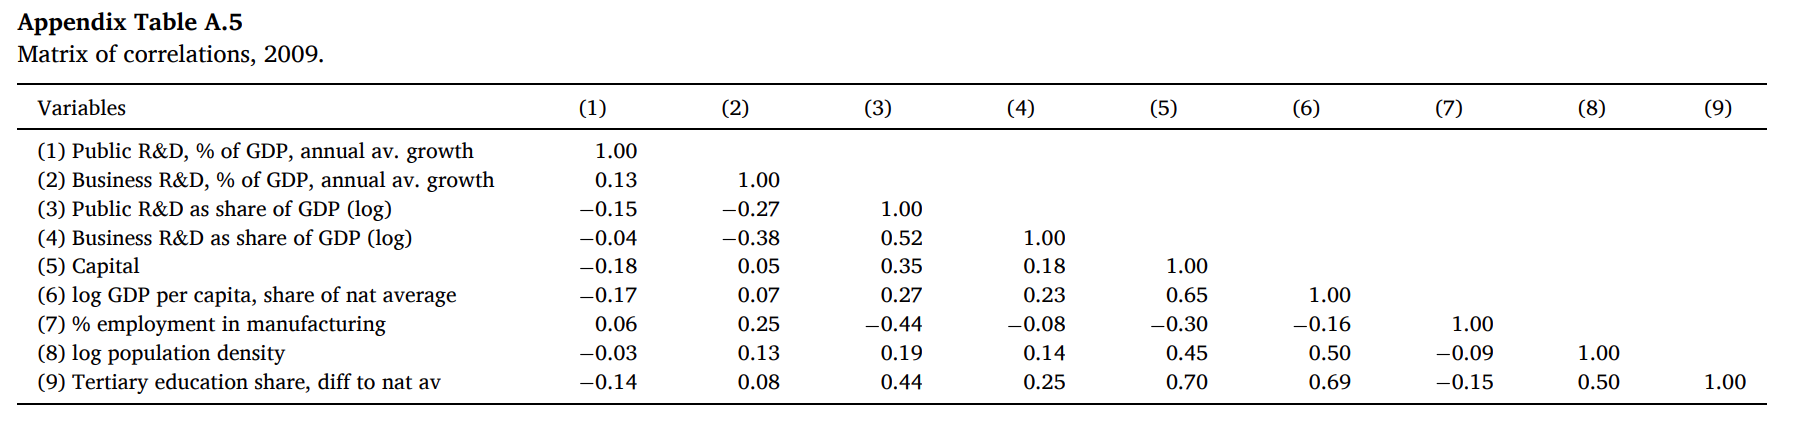 Appendix Table A.5
Matrix of correlations, 2009.
Variables (1) (2) (3) (4) (5) (6) (7) (8) (9)
(1) Public R&D, % of GDP, annual av. growth 1.00
(2) Business R&D, % of GDP, annual av. growth 0.13 1.00
(3) Public R&D as share of GDP (log) −0.15 −0.27 1.00
(4) Business R&D as share of GDP (log) −0.04 −0.38 0.52 1.00
(5) Capital −0.18 0.05 0.35 0.18 1.00
(6) log GDP per capita, share of nat average −0.17 0.07 0.27 0.23 0.65 1.00
(7) % employment in manufacturing 0.06 0.25 −0.44 −0.08 −0.30 −0.16 1.00
(8) log population density −0.03 0.13 0.19 0.14 0.45 0.50 −0.09 1.00
(9) Tertiary education share, diff to nat av −0.14 0.08 0.44 0.25 0.70 0.69 −0.15 0.50 1.00